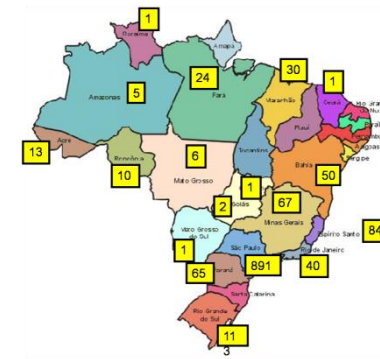 1
Roraima
Amapá
30
24
1
5
Pará
Maranhão
Ceará
Amazonas
Piauí
13
Acre
10
Rondônia
6
Mato Grosso
Tocantins
Bahia
50
Sergipe
1
Goiás
2
67
Minas Gerais
Espírito Santo
84
Mato Grosso
do Sul
1
São Paulo
Rio de Janeiro
65
Paraná
891
40
Santa Catarina
Rio Grande
do Sul
11
3